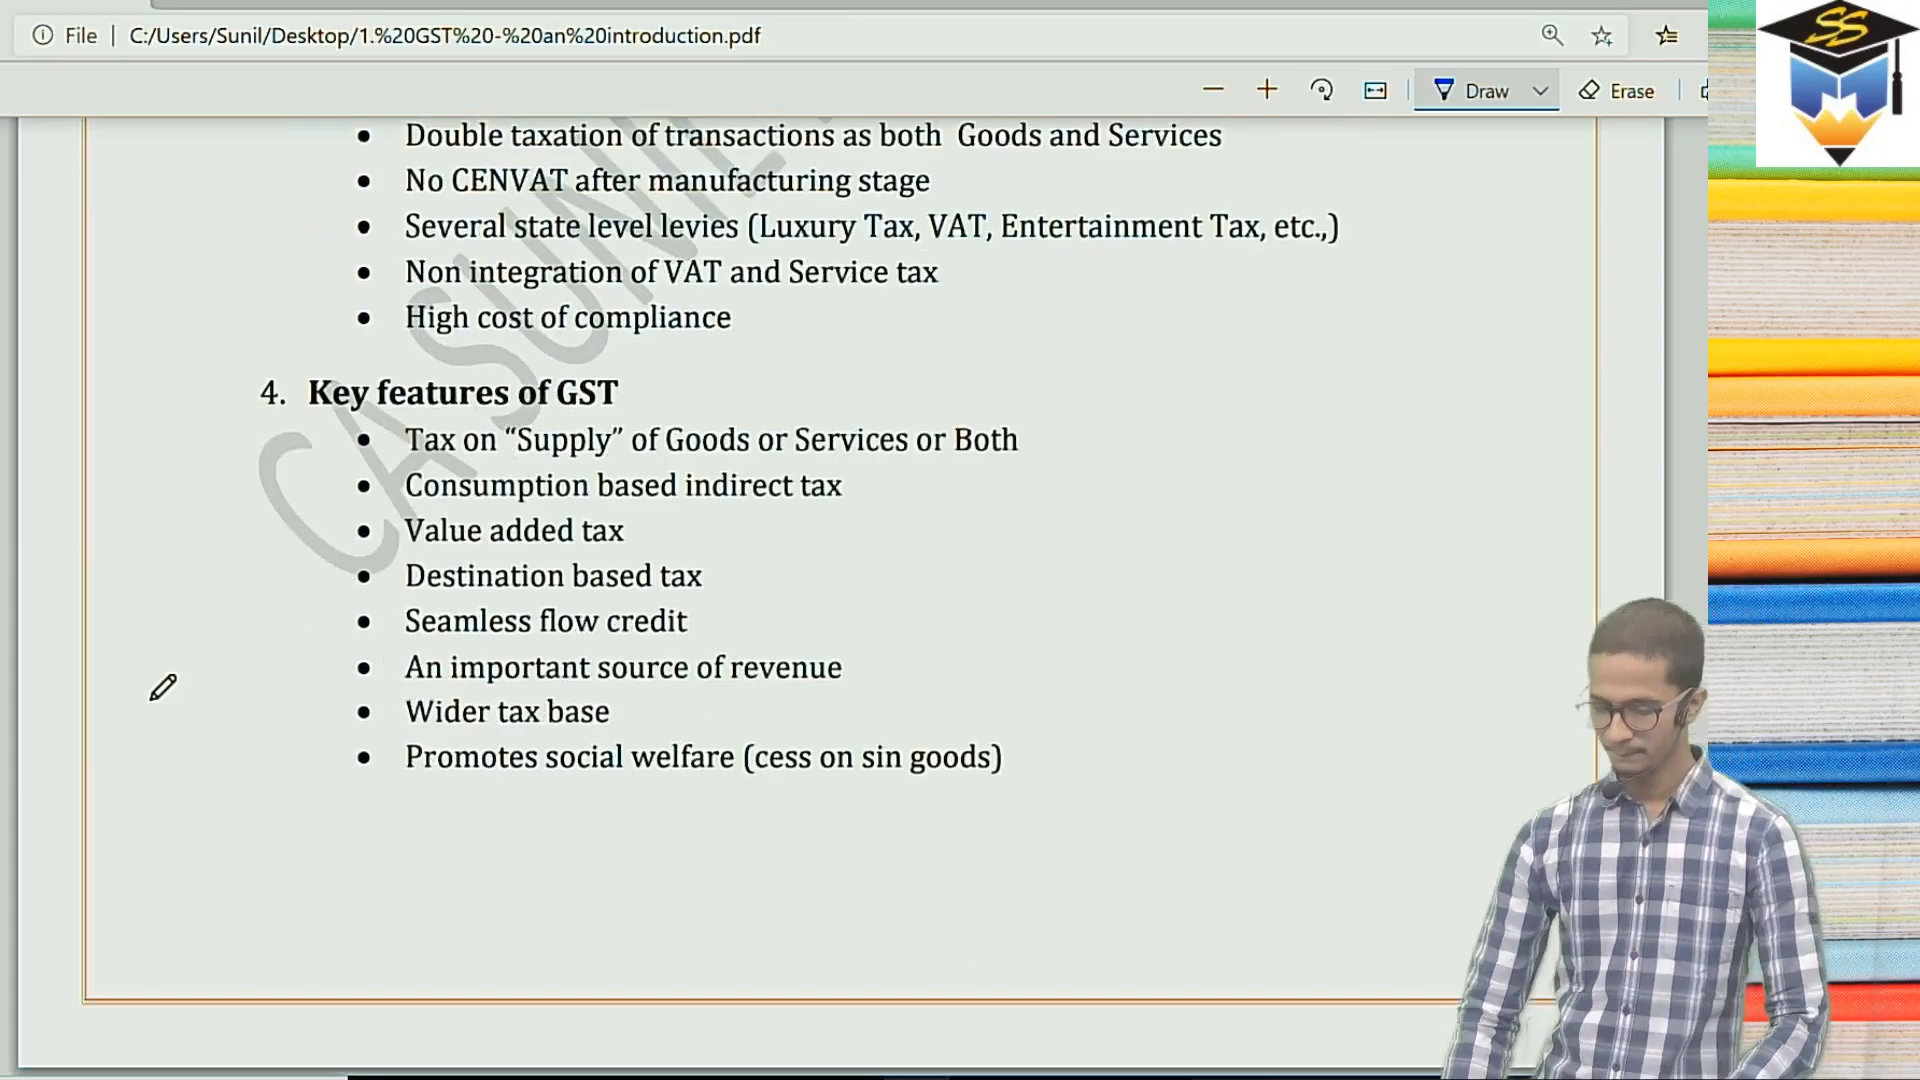 File | C:/Users/Sunil/Desktop/1.%20GST%20-%20an%20introduction.pdf
Draw Erase
SS
• Double taxation of transactions as both Goods and Services
• No CENVAT after manufacturing stage
• Several state level levies (Luxury Tax, VAT, Entertainment Tax, etc.,)
• Non integration of VAT and Service tax
• High cost of compliance
4. Key features of GST
• Tax on “Supply” of Goods or Services or Both
• Consumption based indirect tax
• Value added tax
• Destination based tax
• Seamless flow credit
• An important source of revenue
• Wider tax base
• Promotes social welfare (cess on sin goods)
CA SUNIL